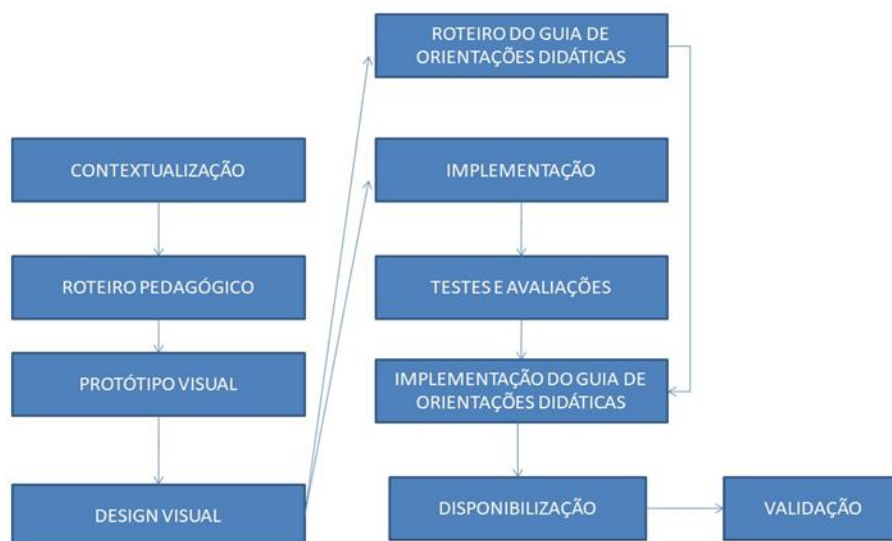 CONTEXTUALIZAÇÃO
ROTEIRO PEDAGÓGICO
PROTÓTIPO VISUAL
DESIGN VISUAL
ROTEIRO DO GUIA DE
ORIENTAÇÕES DIDÁTICAS
IMPLEMENTAÇÃO
TESTES E AVALIAÇÕES
IMPLEMENTAÇÃO DO GUIA DE
ORIENTAÇÕES DIDÁTICAS
DISPONIBILIZAÇÃO
VALIDAÇÃO